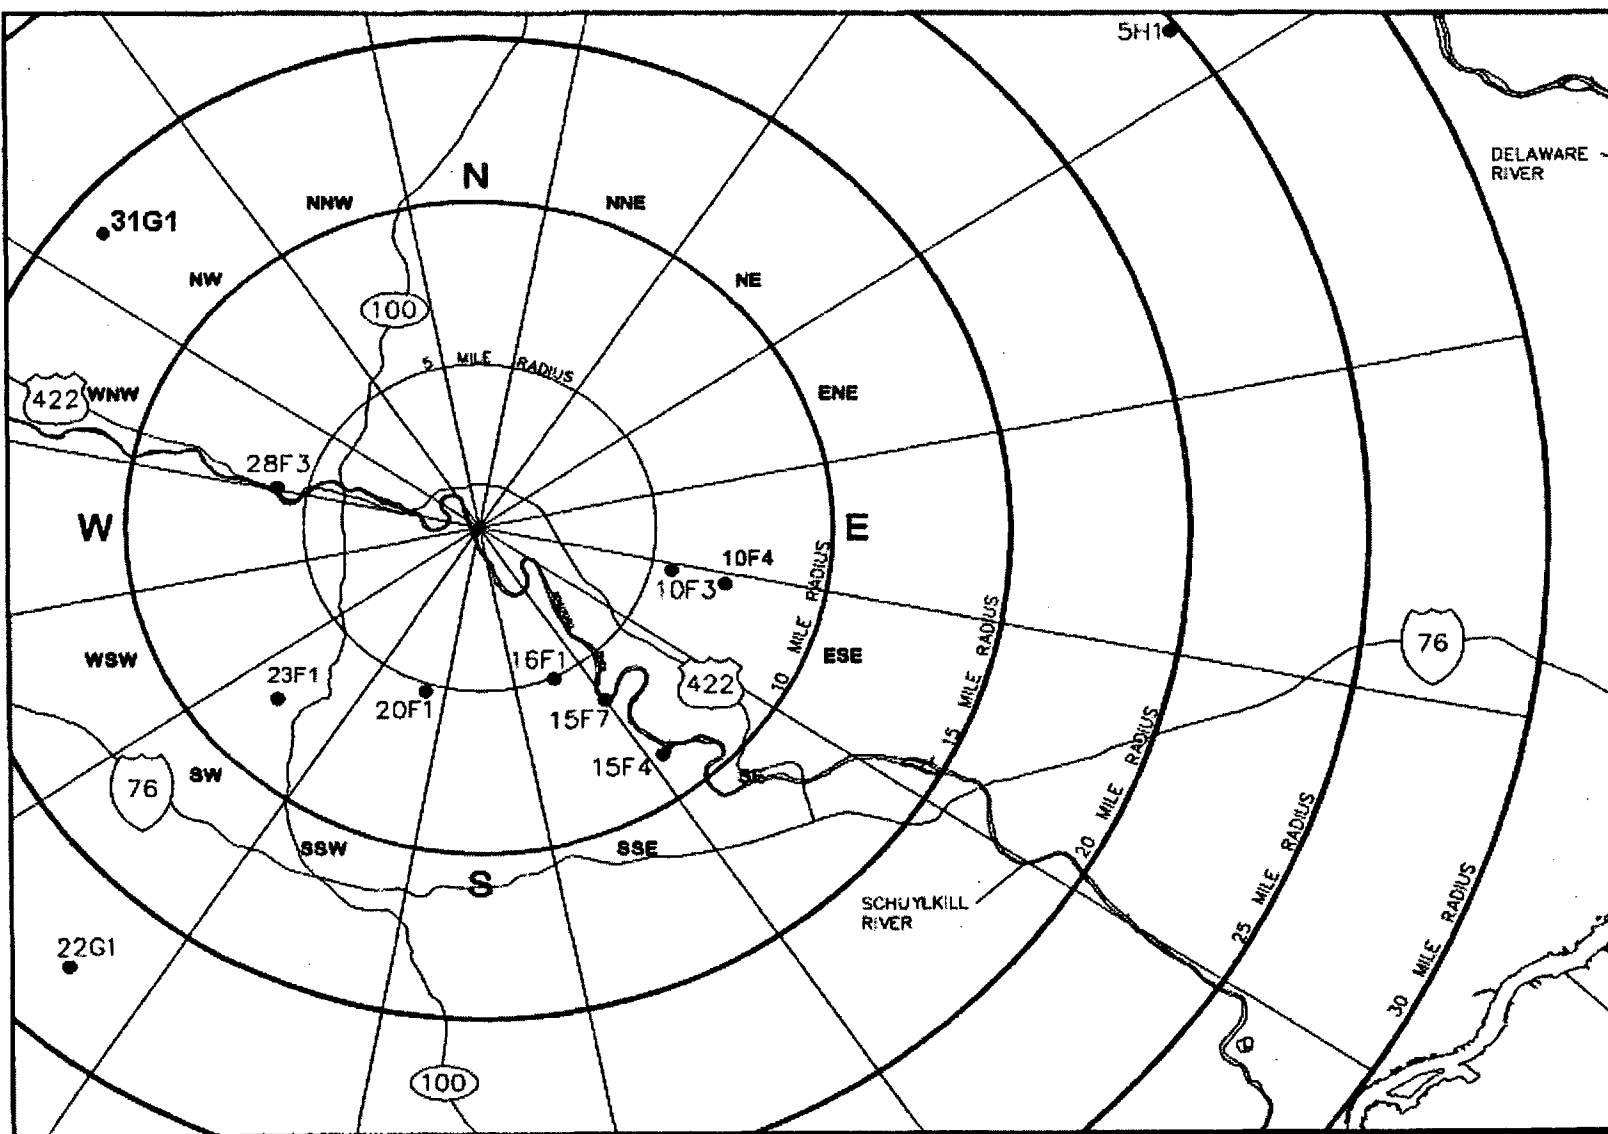 5H1
DELAWARE
RIVER
N
NNW
NNE
31G1
NW
NE
100
5 MILE RADIUS
422
WNW
ENE
28F3
W
E
10F4
10F3
10 MILE RADIUS
15 MILE RADIUS
76
WSW
16F1
ESE
23F1
422
20F1
15F7
20 MILE RADIUS
SW
15F4
SE
76
25 MILE RADIUS
SSW
SSE
S
30 MILE RADIUS
SCHUYLKILL
RIVER
22G1
100